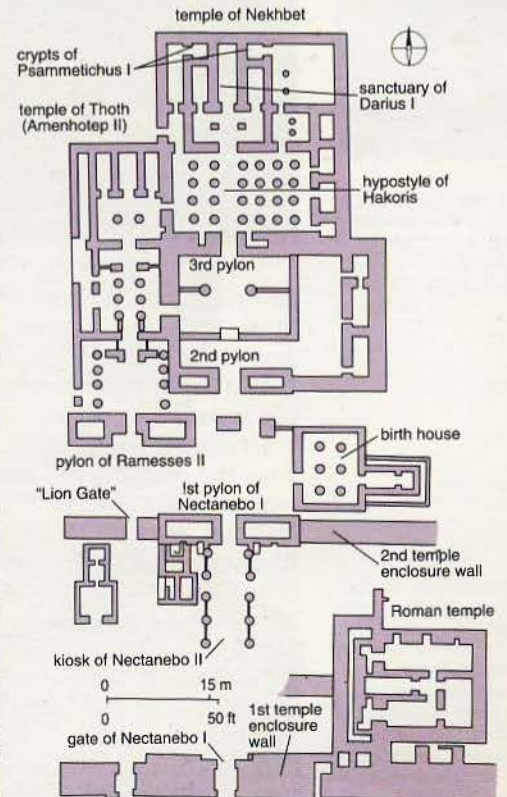 temple of Nekhbet
crypts of
Psammetichus I
sanctuary of
Darius I
temple of Thoth
(Amenhotep II)
hypostyle of
Hakoris
3rd pylon
2nd pylon
birth house
pylon of Ramesses II
"Lion Gate"
!st pylon of
Nectanebo I
2nd temple
enclosure wall
Roman temple
kiosk of Nectanebo II
0 15 m
0 50 ft
1st temple
enclosure
wall
gate of Nectanebo I